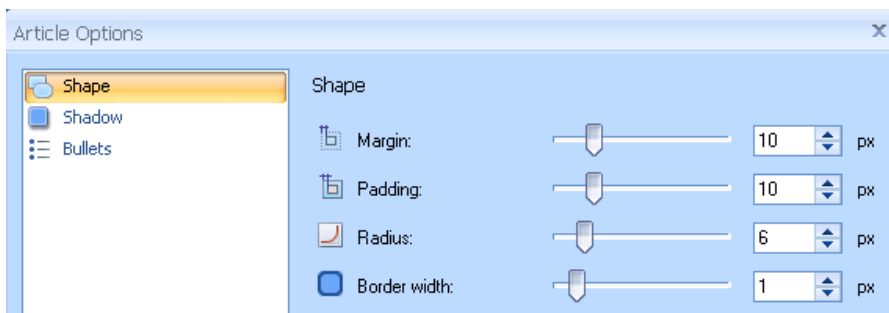 Article Options
x
Shape
Shadow
Bullets
Shape
Margin: 10 px
Padding: 10 px
Radius: 6 px
Border width: 1 px